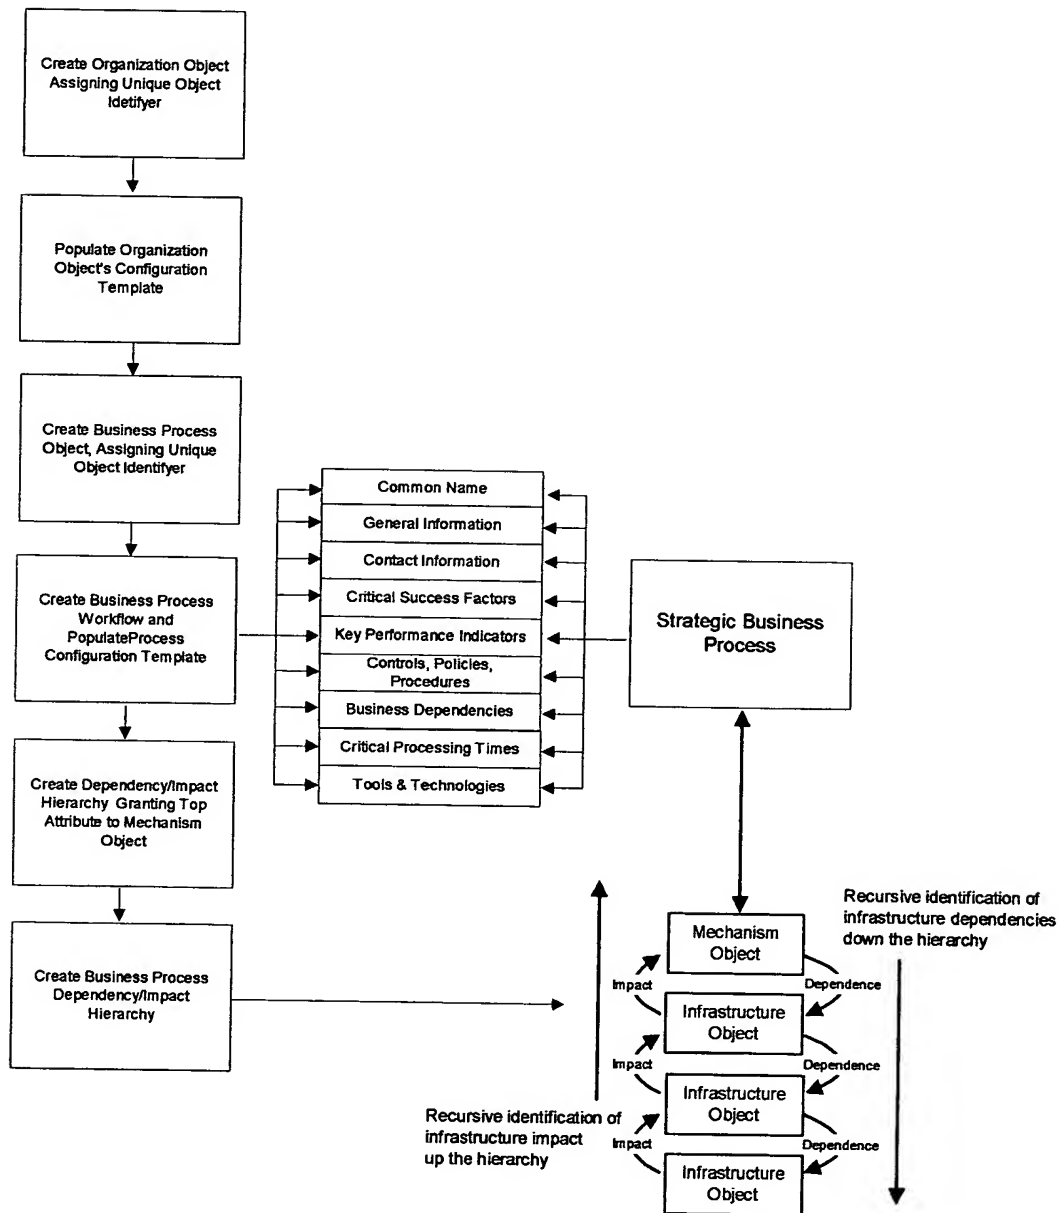 Create Organization Object
Assigning Unique Object
Idetifyer
Populate Organization
Object's Configuration
Template
Create Business Process
Object, Assigning Unique
Object Identifyer
Create Business Process
Workflow and
PopulateProcess
Configuration Template
Create Dependency/Impact
Hierarchy Granting Top
Attribute to Mechanism
Object
Create Business Process
Dependency/Impact
Hierarchy
Common Name
General Information
Contact Information
Critical Success Factors
Key Performance Indicators
Controls, Policies,
Procedures
Business Dependencies
Critical Processing Times
Tools & Technologies
Strategic Business
Process
Recursive identification of
infrastructure dependencies
down the hierarchy
Mechanism
Object
Impact
Dependence
Infrastructure
Object
Impact
Dependence
Infrastructure
Object
Impact
Dependence
Infrastructure
Object
Recursive identification of
infrastructure impact
up the hierarchy